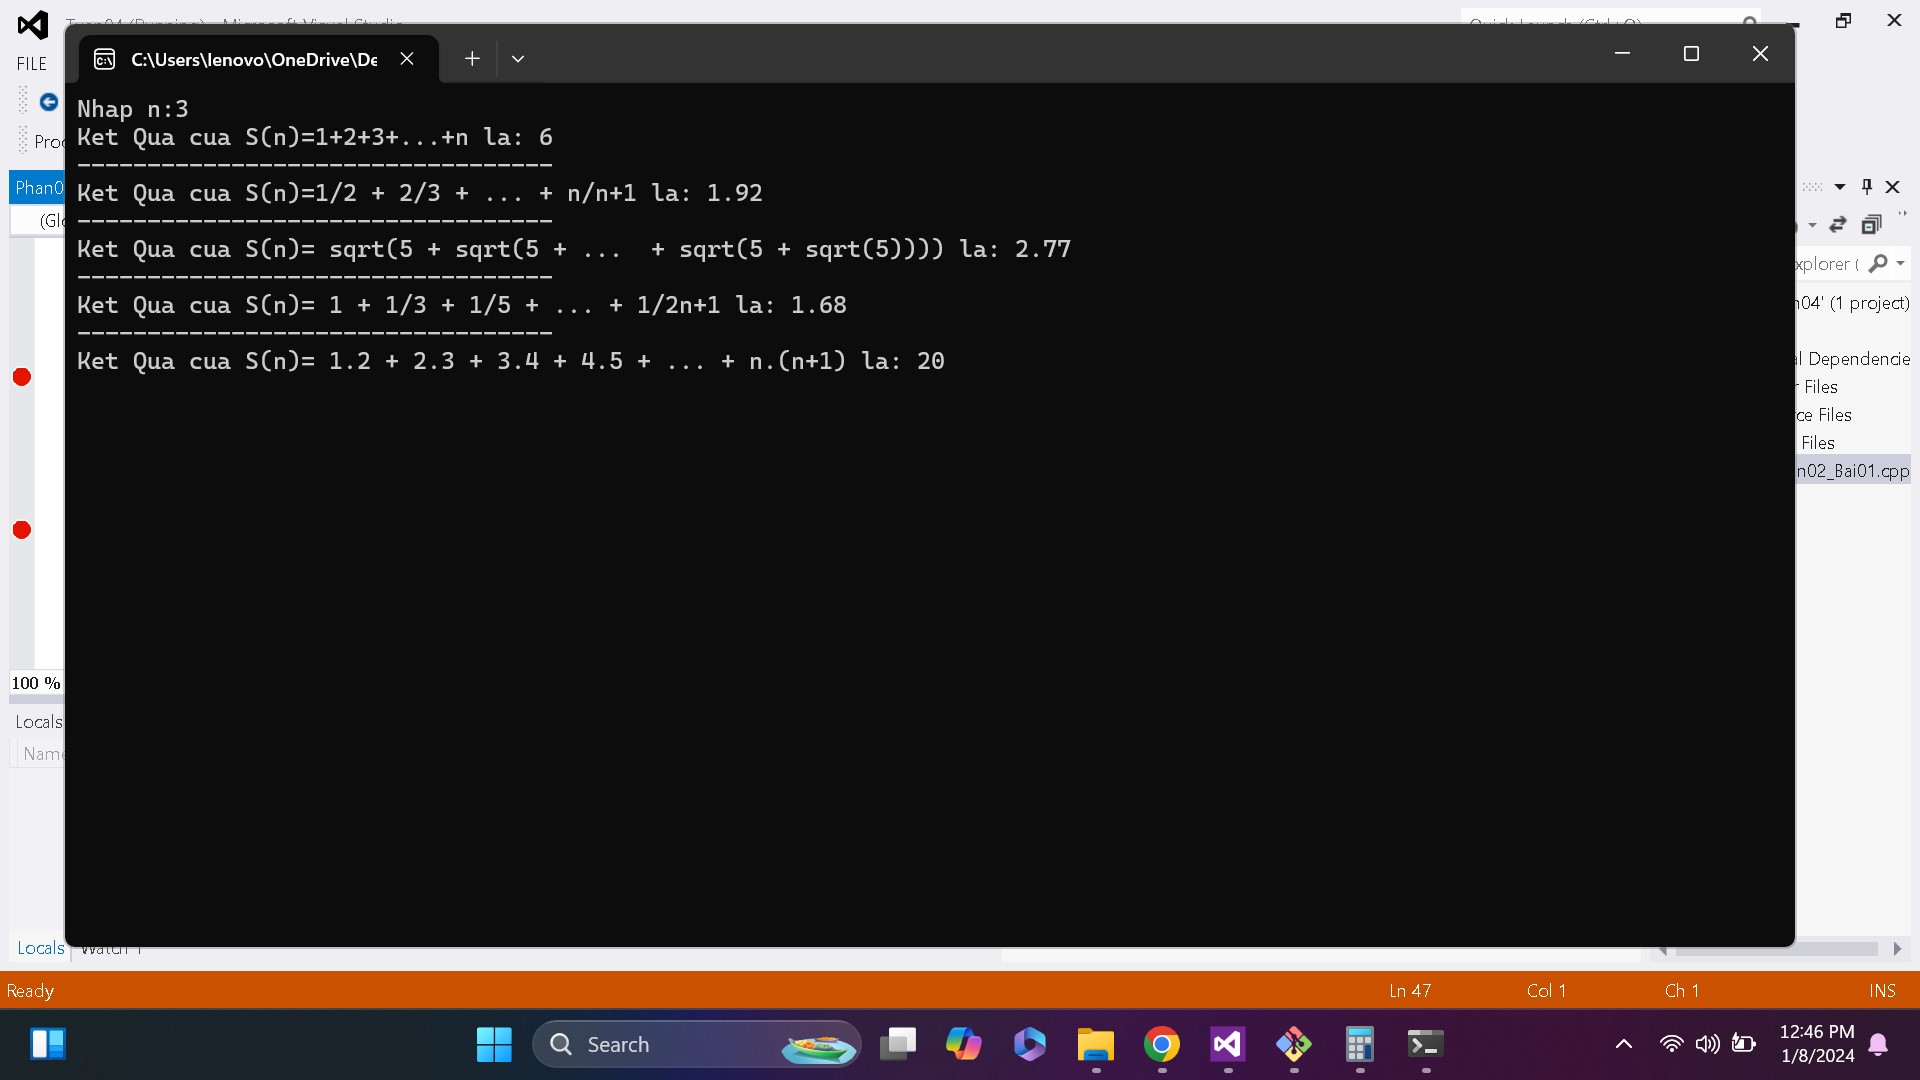 C:\Users\lenovo\OneDrive\De
FILE
Nhap n:3
Ket Qua cua S(n)=1+2+3+...+n la: 6
----------------------------------
Ket Qua cua S(n)=1/2 + 2/3 + ... + n/n+1 la: 1.92
----------------------------------
Ket Qua cua S(n)= sqrt(5 + sqrt(5 + ...  + sqrt(5 + sqrt(5)))) la: 2.77
----------------------------------
Ket Qua cua S(n)= 1 + 1/3 + 1/5 + ... + 1/2n+1 la: 1.68
----------------------------------
Ket Qua cua S(n)= 1.2 + 2.3 + 3.4 + 4.5 + ... + n.(n+1) la: 20
Proc
Phan0
(Glo
xplorer (
n04' (1 project)
l Dependencie
r Files
rce Files
Files
n02_Bai01.cpp
100 %
Locals
Name
Locals
Watch 1
Ready
Ln 47
Col 1
Ch 1
INS
Search
12:46 PM
1/8/2024